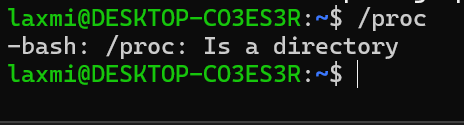 laxmi@DESKTOP-CO3ES3R:~$ /proc
-bash: /proc: Is a directory
laxmi@DESKTOP-CO3ES3R:~$